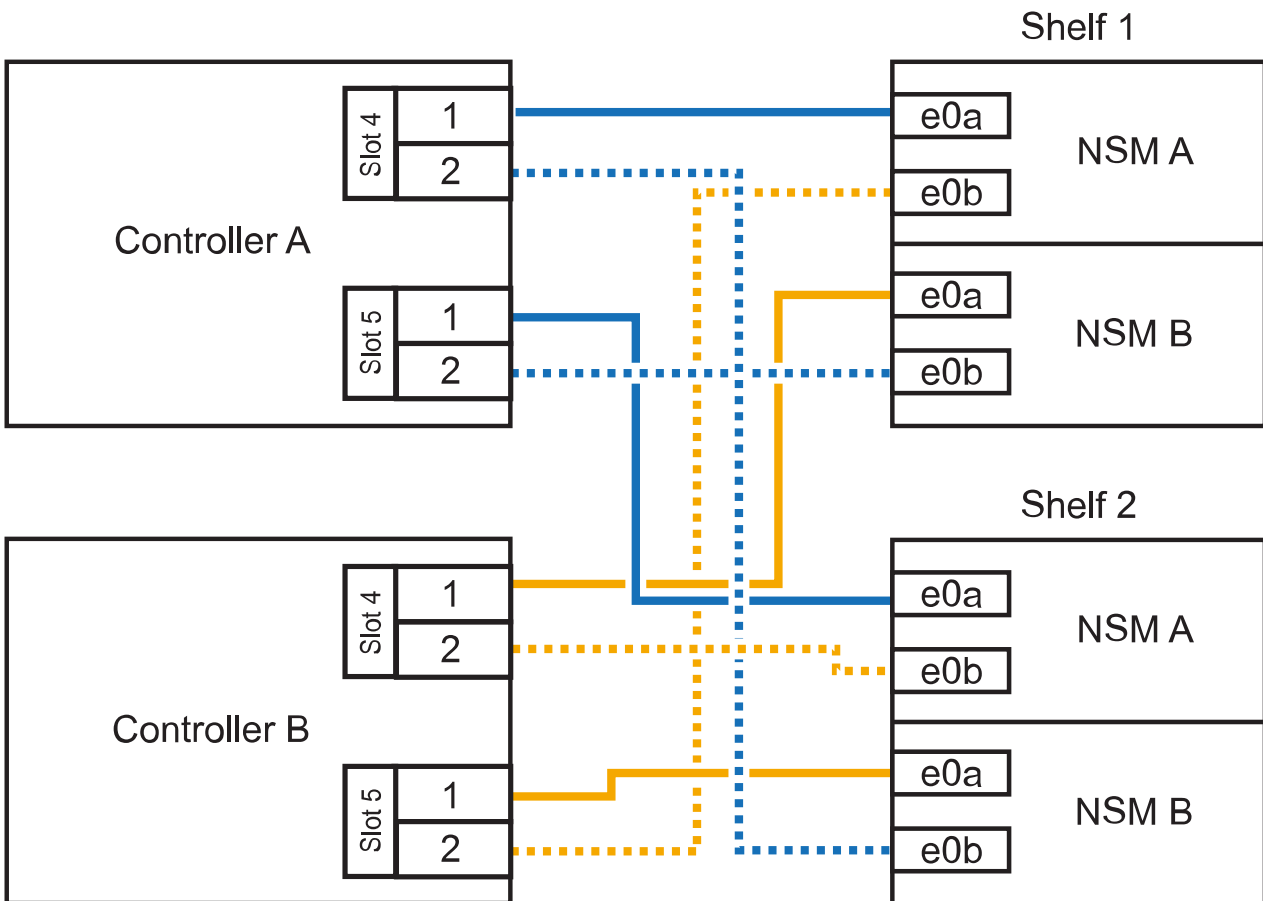 Shelf 1
Controller A
Slot 4
1
2
Slot 5
1
2
e0a
e0b
NSM A
e0a
e0b
NSM B
Controller B
Slot 4
1
2
Slot 5
1
2
Shelf 2
e0a
e0b
NSM A
e0a
e0b
NSM B